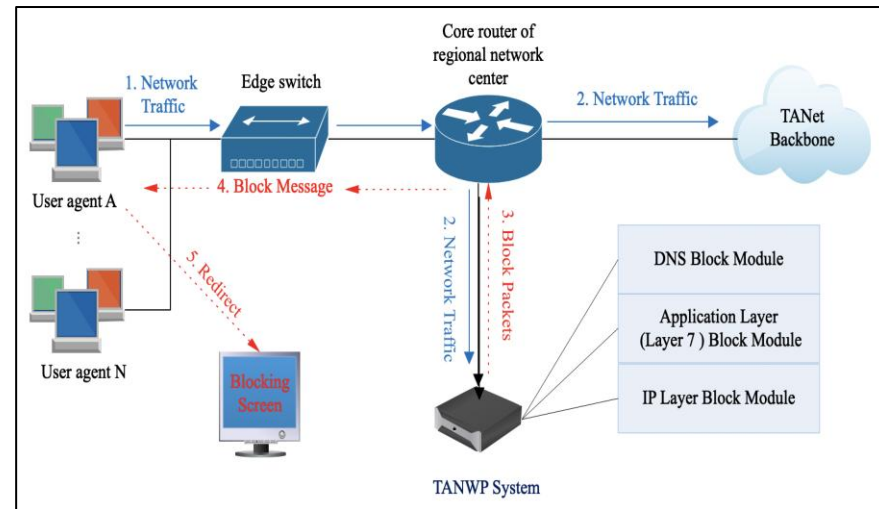 Core router of
regional network
center
1. Network
Traffic
Edge switch
2. Network Traffic
TANet
Backbone
4. Block Message
User agent A
5. Redirect
2. Network
Traffic
3. Block Packets
DNS Block Module
Application Layer
(Layer 7 ) Block Module
IP Layer Block Module
User agent N
Blocking
Screen
TANWP System